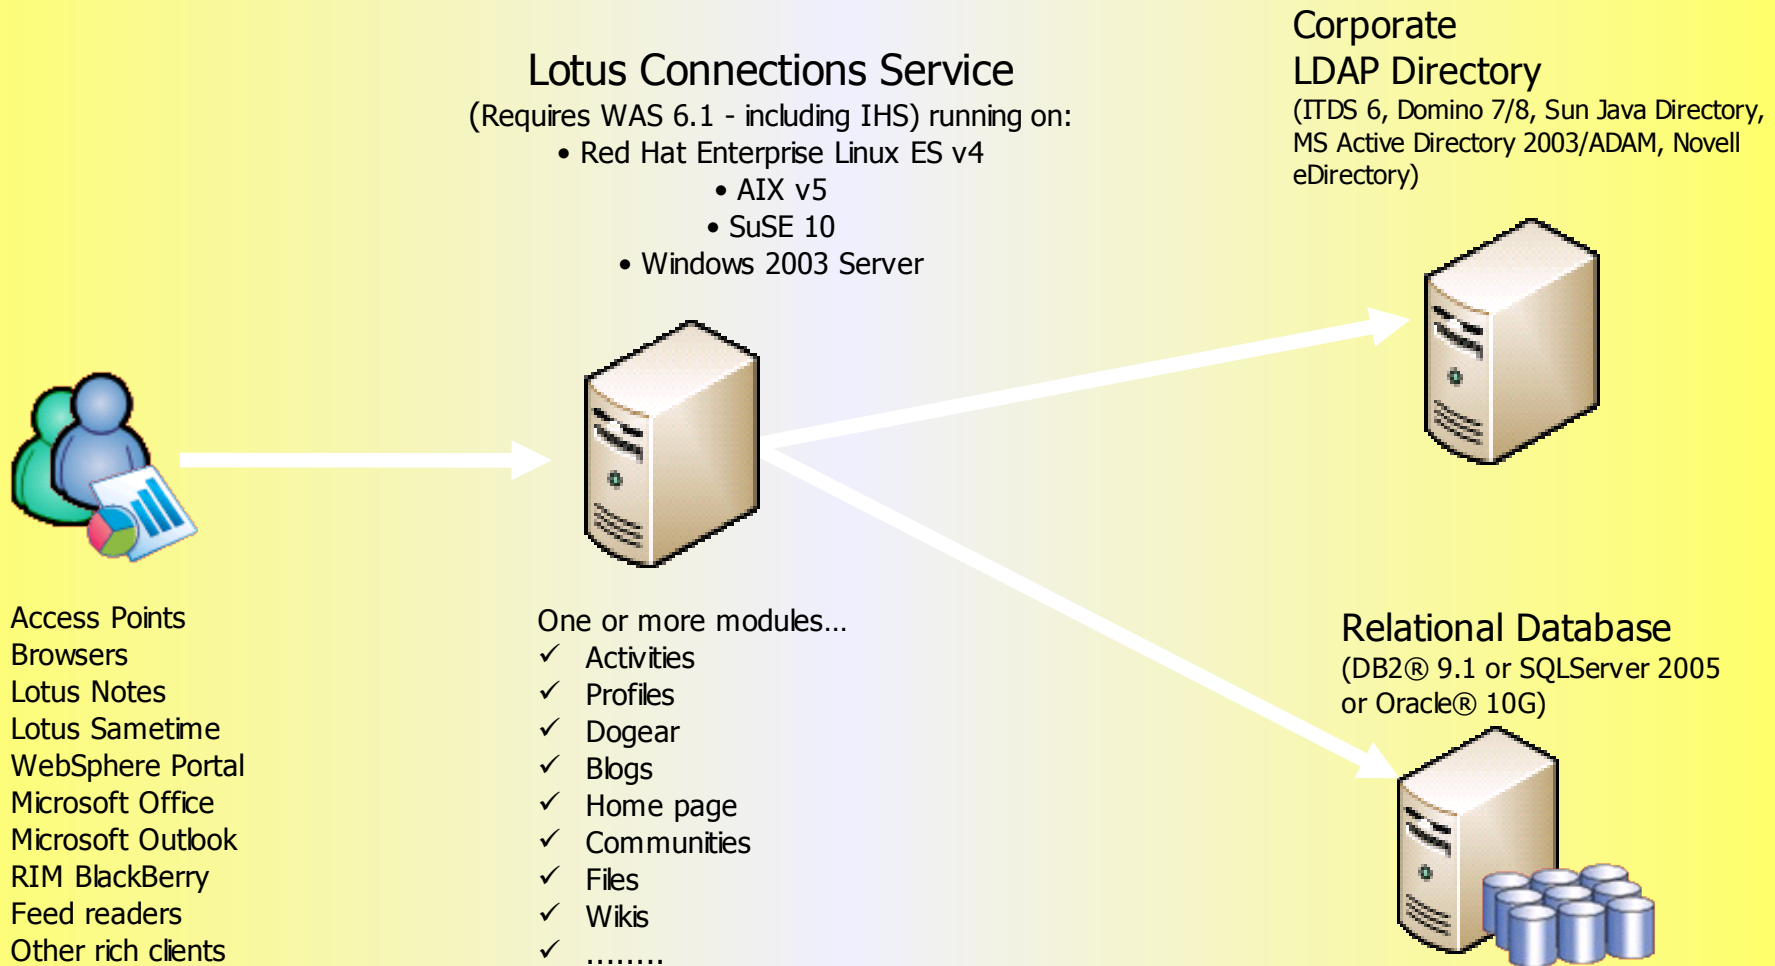 Lotus Connections Service
(Requires WAS 6.1 - including IHS) running on:
• Red Hat Enterprise Linux ES v4
• AIX v5
• SuSE 10
• Windows 2003 Server
Corporate
LDAP Directory
(ITDS 6, Domino 7/8, Sun Java Directory,
MS Active Directory 2003/ADAM, Novell
eDirectory)
Access Points
Browsers
Lotus Notes
Lotus Sametime
WebSphere Portal
Microsoft Office
Microsoft Outlook
RIM BlackBerry
Feed readers
Other rich clients
One or more modules…
✓ Activities
✓ Profiles
✓ Dogear
✓ Blogs
✓ Home page
✓ Communities
✓ Files
✓ Wikis
✓ ........
Relational Database
(DB2® 9.1 or SQLServer 2005
or Oracle® 10G)